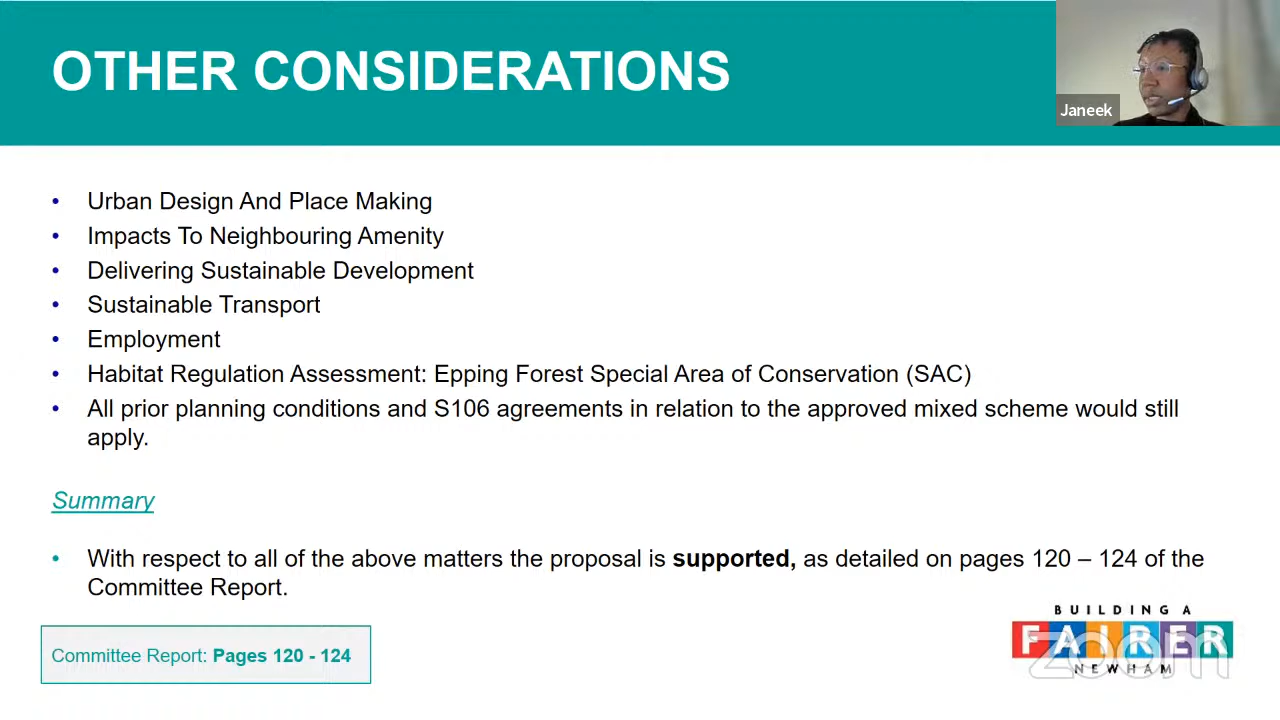 OTHER CONSIDERATIONS
Janeek
• Urban Design And Place Making
• Impacts To Neighbouring Amenity
• Delivering Sustainable Development
• Sustainable Transport
• Employment
• Habitat Regulation Assessment: Epping Forest Special Area of Conservation (SAC)
• All prior planning conditions and S106 agreements in relation to the approved mixed scheme would still
apply.
Summary
• With respect to all of the above matters the proposal is supported, as detailed on pages 120 – 124 of the
Committee Report.
Committee Report: Pages 120 - 124
BUILDING A
FAIRER
NEWHAM
zoom